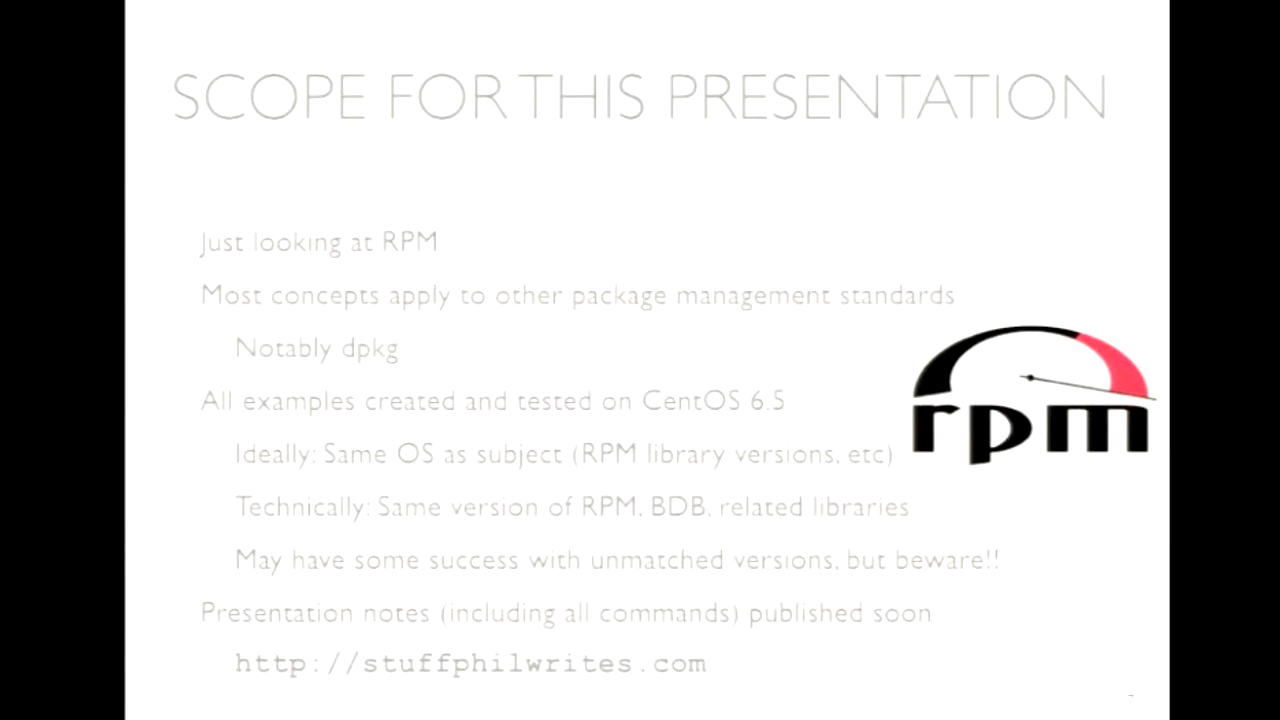 SCOPE FOR THIS PRESENTATION
Just looking at RPM
Most concepts apply to other package management standards
Notably dpkg
All examples created and tested on CentOS 6.5
Ideally: Same OS as subject (RPM library versions, etc)
Technically: Same version of RPM, BDB, related libraries
May have some success with unmatched versions, but beware!!
Presentation notes (including all commands) published soon
http://stuffphilwrites.com
rpm